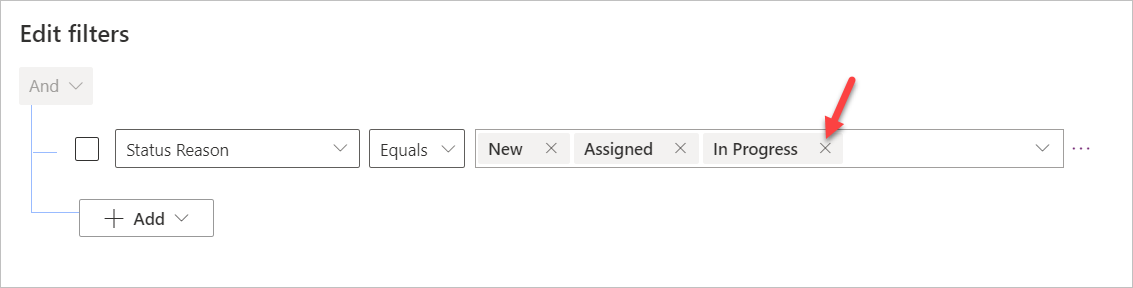 Edit filters
And
Status Reason Equals New Assigned In Progress
Add